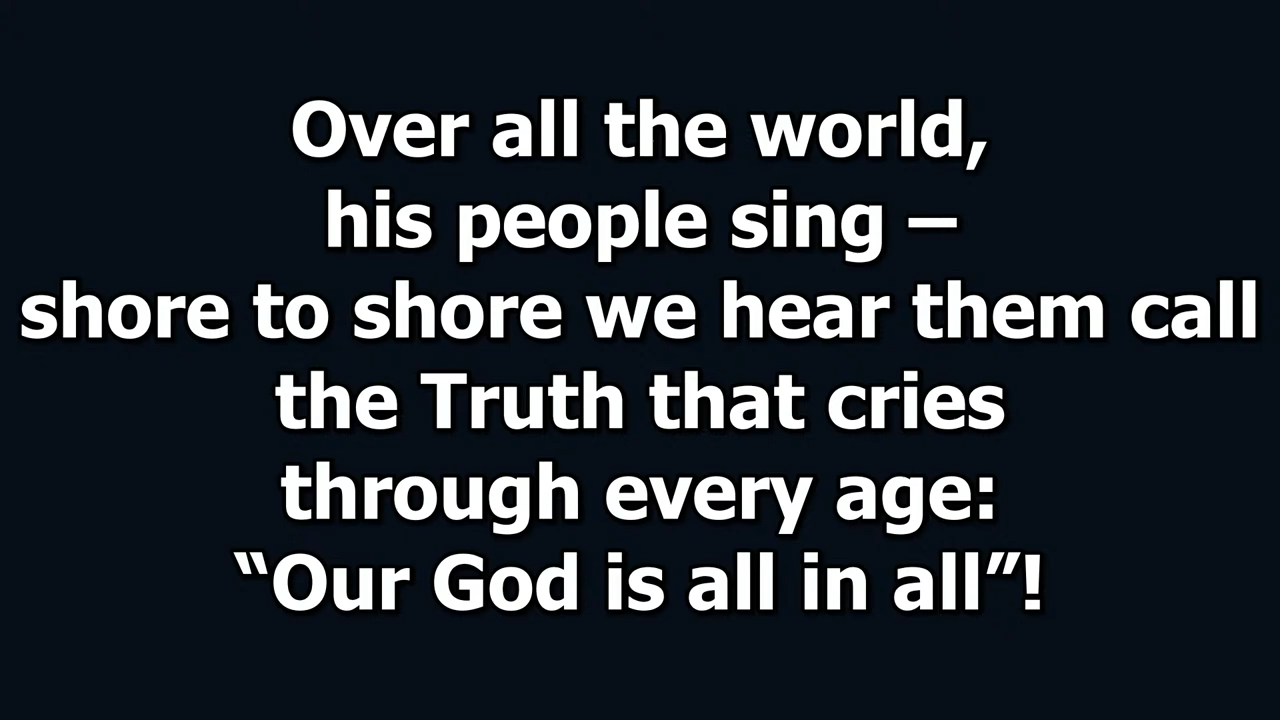 Over all the world,
his people sing –
shore to shore we hear them call
the Truth that cries
through every age:
“Our God is all in all”!